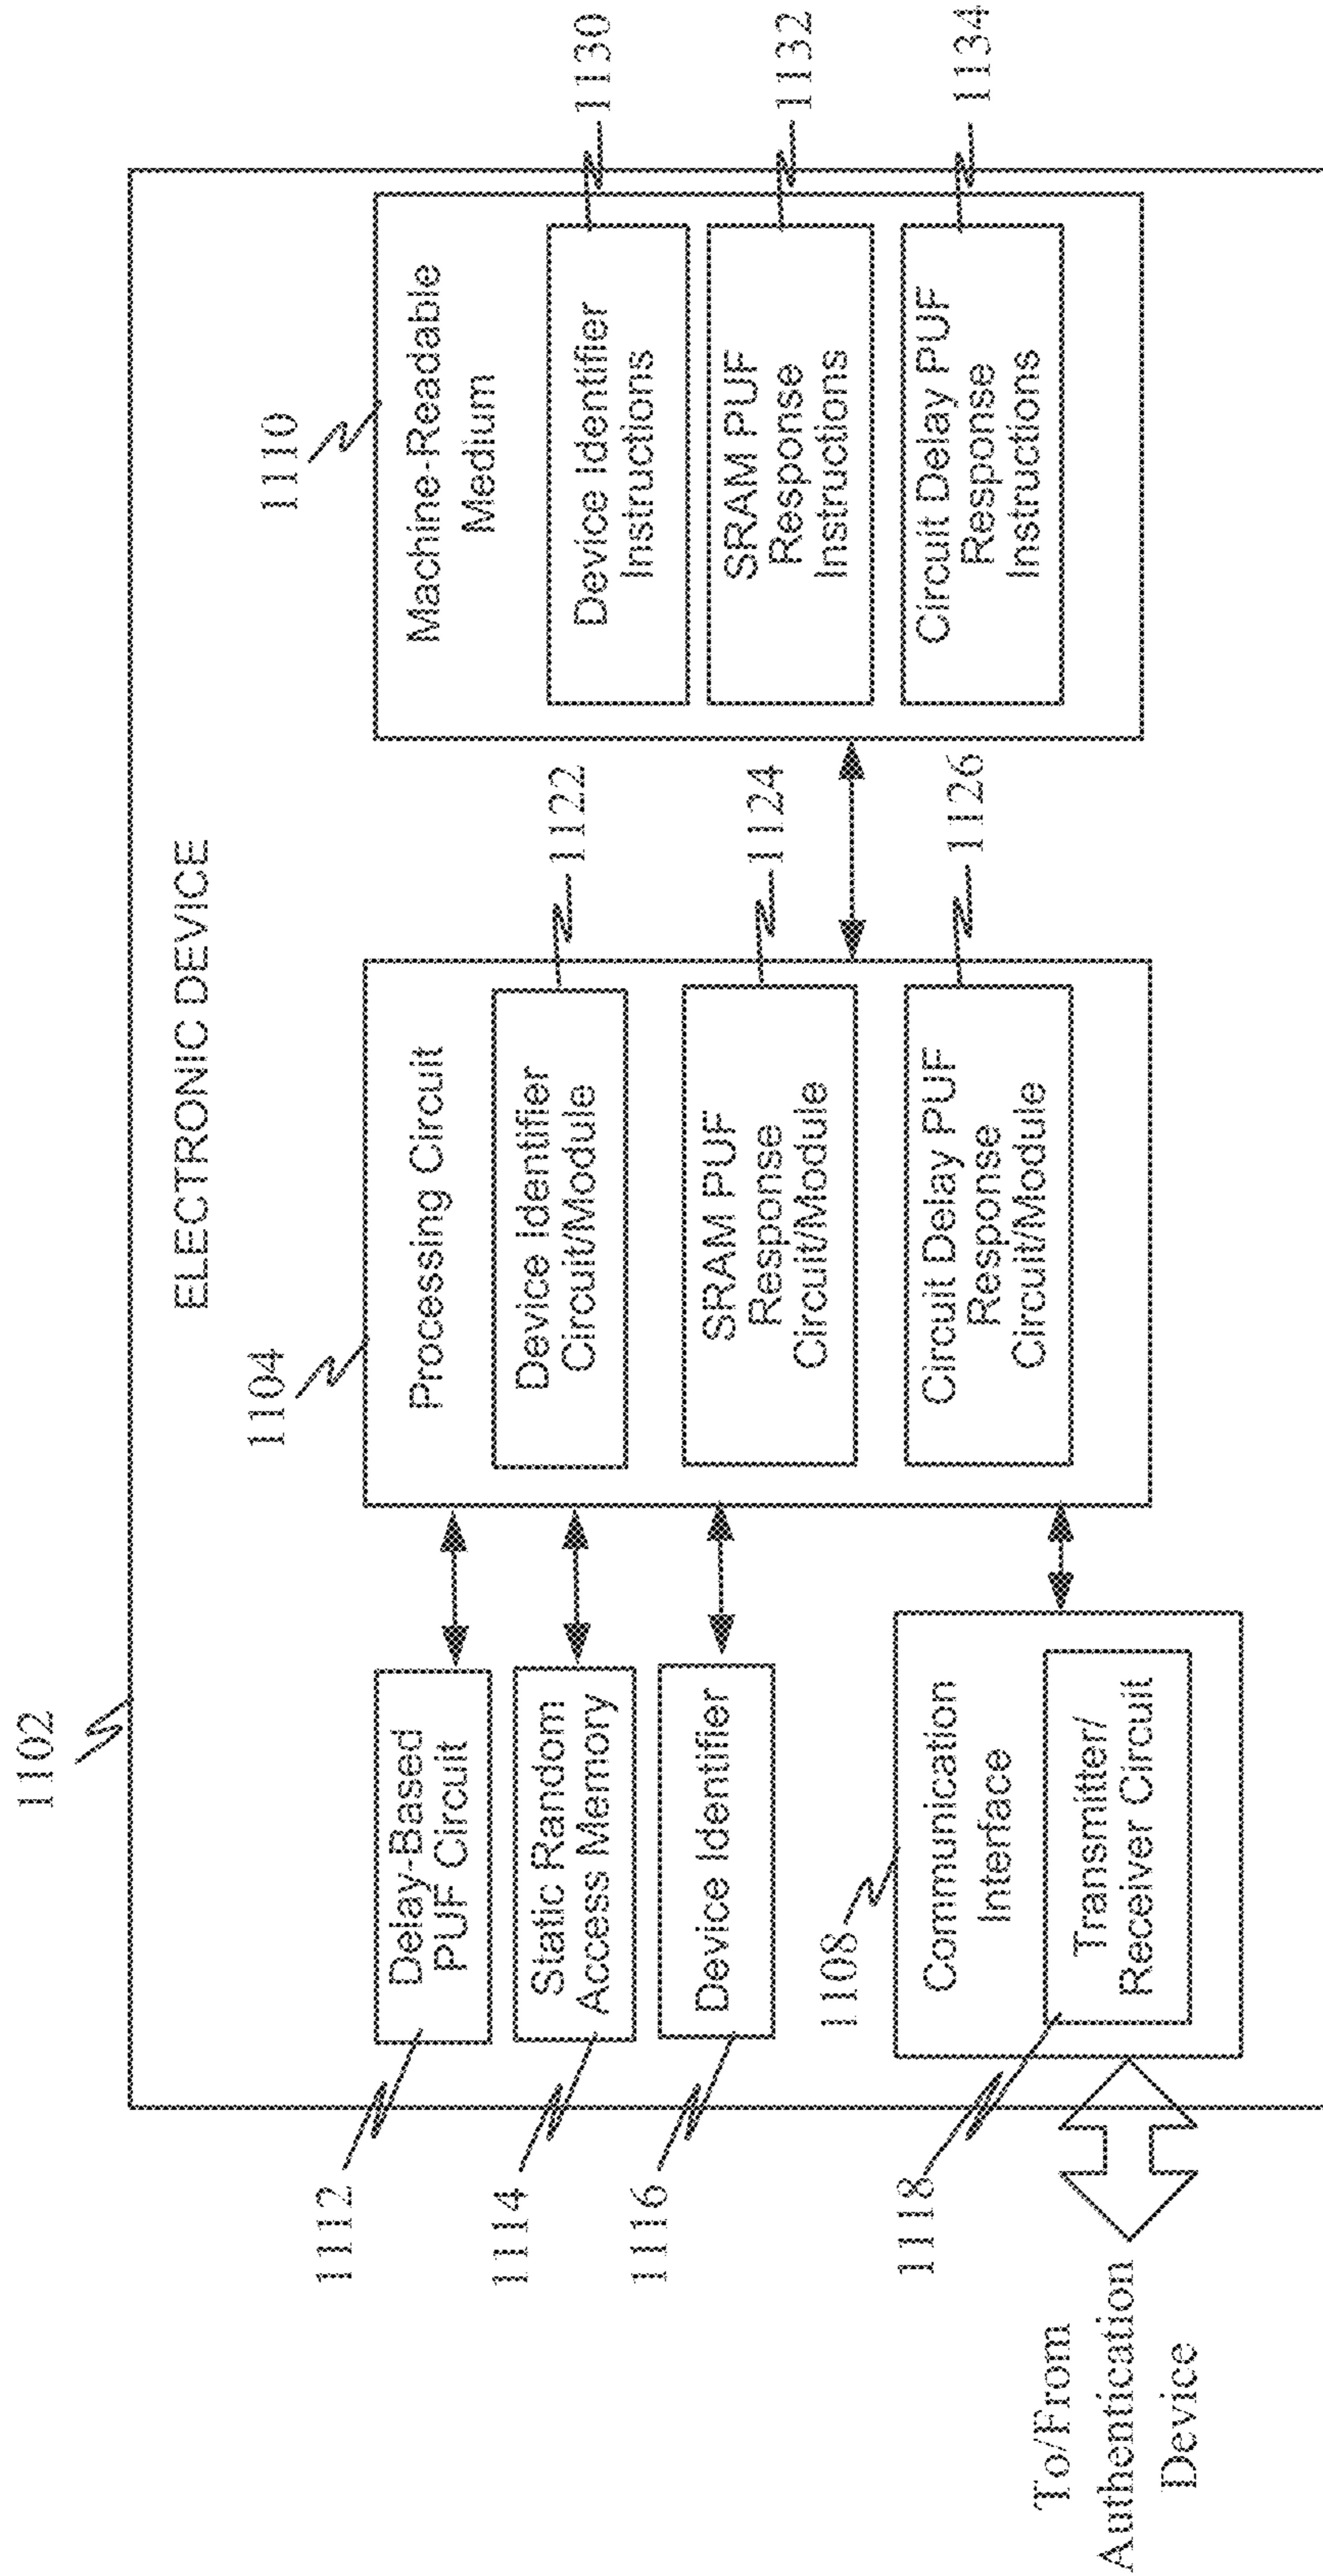 1102
ELECTRONIC DEVICE
1112
Delay-Based
PUF Circuit
1114
Static Random
Access Memory
1116
Device Identifier
1108
Communication
Interface
1118
Transmitter/
Receiver Circuit
To/From
Authentication
Device
1104
Processing Circuit
Device Identifier
Circuit/Module
1122
SRAM PUF
Response
Circuit/Module
1124
Circuit Delay PUF
Response
Circuit/Module
1126
1110
Machine-Readable
Medium
Device Identifier
Instructions
1130
SRAM PUF
Response
Instructions
1132
Circuit Delay PUF
Response
Instructions
1134